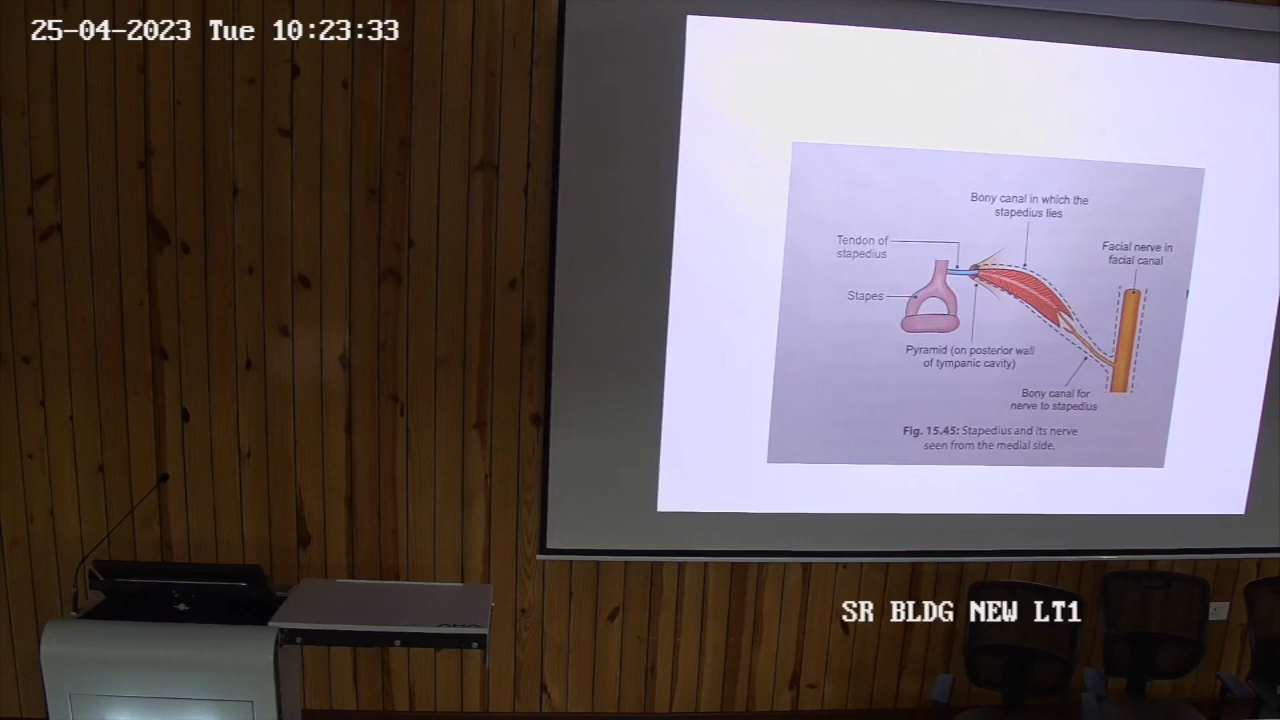 25-04-2023 Tue 10:23:33
Bony canal in which the
stapedius lies
Tendon of
stapedius
Facial nerve in
facial canal
Stapes
Pyramid (on posterior wall
of tympanic cavity)
Bony canal for
nerve to stapedius
Fig. 15.45: Stapedius and its nerve
seen from the medial side.
SR BLDG NEW LT1